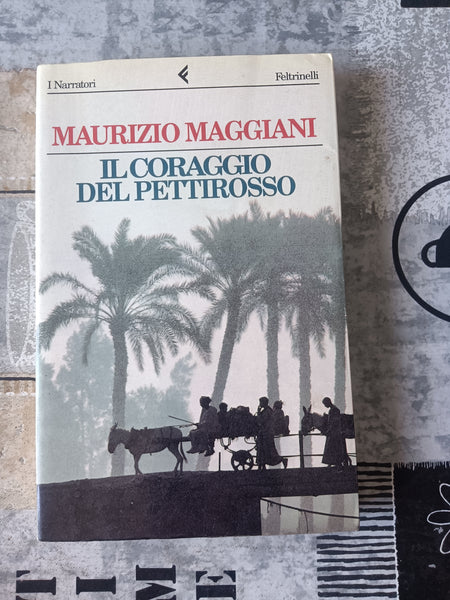 I Narratori
Feltrinelli
MAURIZIO MAGGIANI
IL CORAGGIO
DEL PETTIROSSO